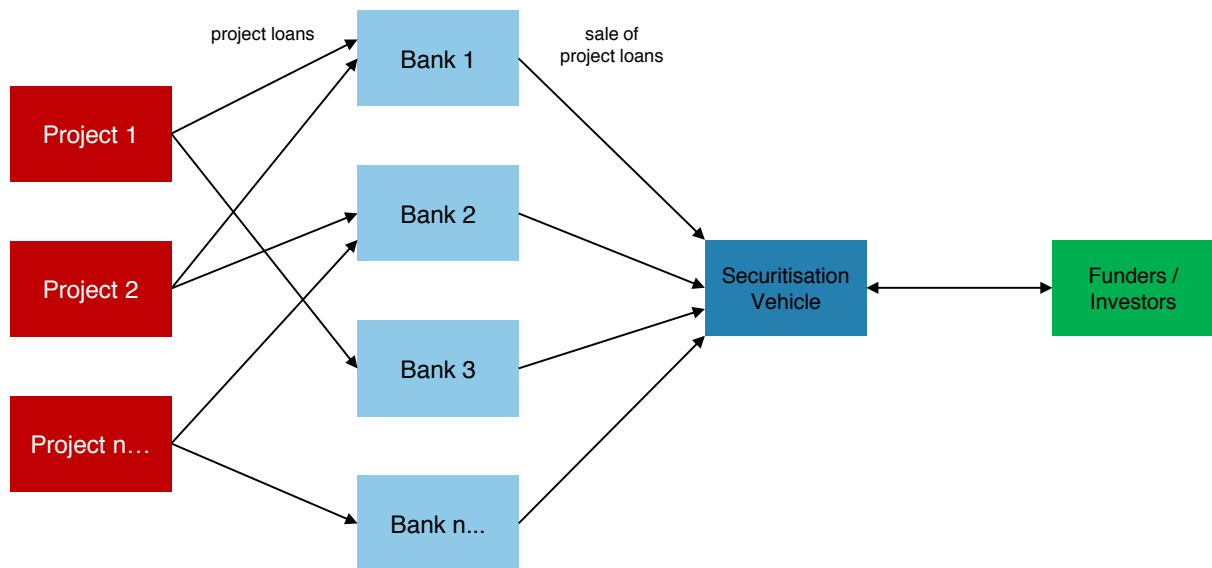 project loans
sale of
project loans
Bank 1
Project 1
Bank 2
Project 2
Securitisation
Vehicle
Funders /
Investors
Bank 3
Project n…
Bank n...